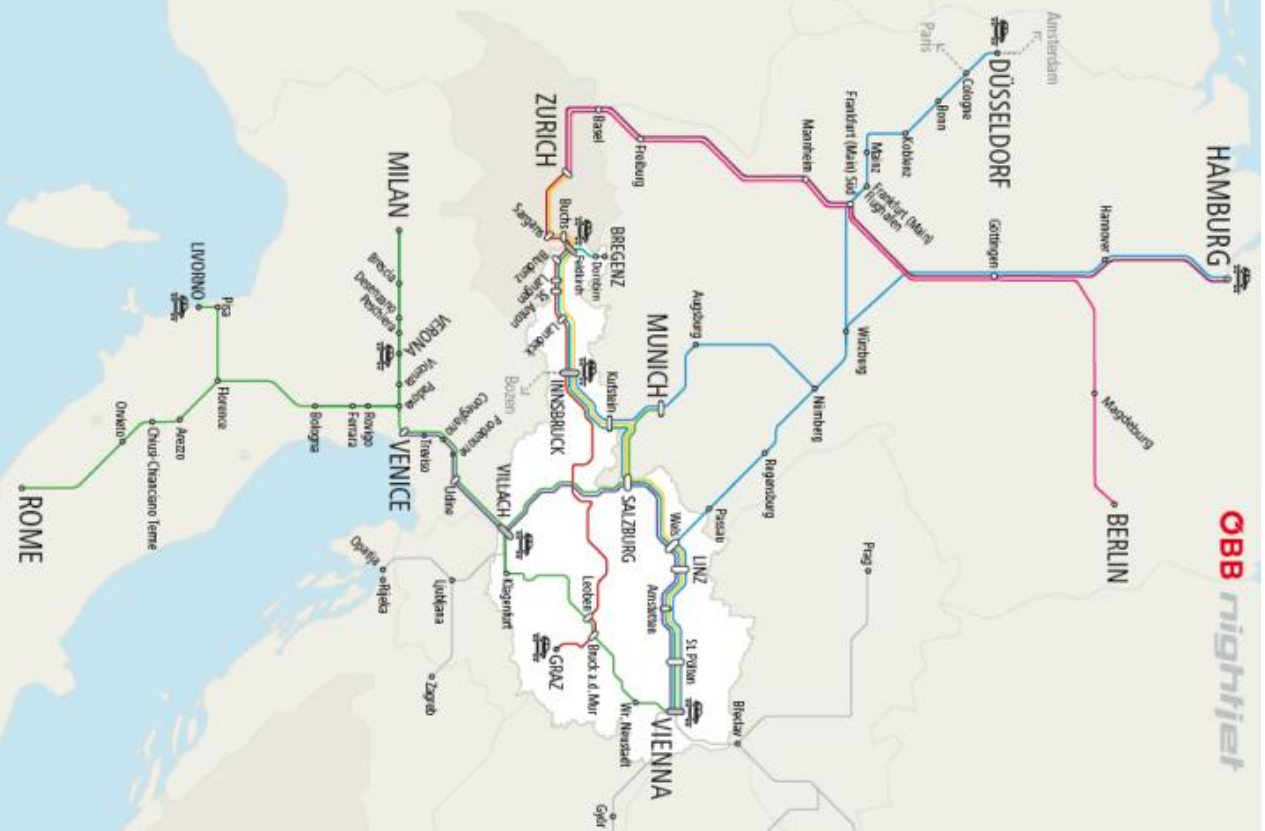 HAMBURG
ÖBB nightjet
Hannover
Amsterdam
DÜSSELDORF
Göttingen
Magdeburg
BERLIN
Cologne
Paris
Bonn
Koblenz
Mainz
Frankfurt (Main)
Flughafen
Frankfurt (Main) Süd
Würzburg
Prag
Mannheim
Nürnberg
Regensburg
Augsburg
Passau
Freiburg
MUNICH
Basel
BREGENZ
Dornbirn
Wels
LINZ
St. Pölten
Břeclav
ZURICH
Buchs
Feldkirch
Sargans
Bludenz
Langen
St. Anton
Landeck
INNSBRUCK
Kufstein
SALZBURG
Amstetten
VIENNA
Wr. Neustadt
Győr
Bozen
Leoben
Bruck a.d. Mur
GRAZ
VILLACH
Klagenfurt
MILAN
Brescia
Desenzano
Peschiera
VERONA
Vicenza
Padova
VENICE
Treviso
Conegliano
Pordenone
Udine
Ljubljana
Zagreb
Opatija
Rijeka
Rovigo
Ferrara
Bologna
Florence
Pisa
LIVORNO
Arezzo
Chiusi-Chianciano Terme
Orvieto
ROME